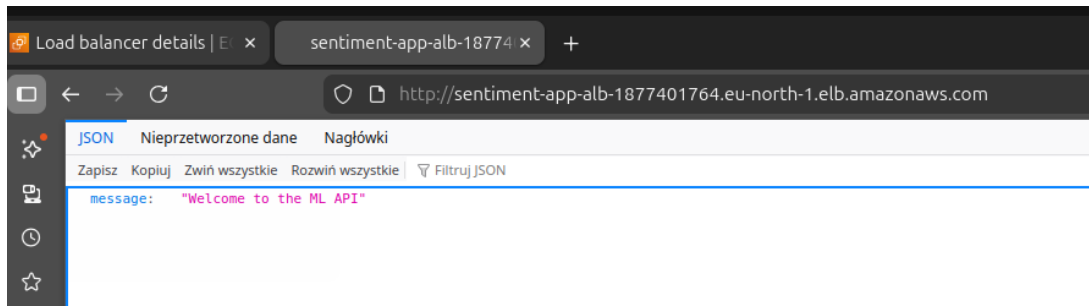 Load balancer details | E
sentiment-app-alb-18774
http://sentiment-app-alb-1877401764.eu-north-1.elb.amazonaws.com
JSON Nieprzetworzone dane Nagłówki
Zapisz Kopiuj Zwiń wszystkie Rozwiń wszystkie Filtruj JSON
message: "Welcome to the ML API"